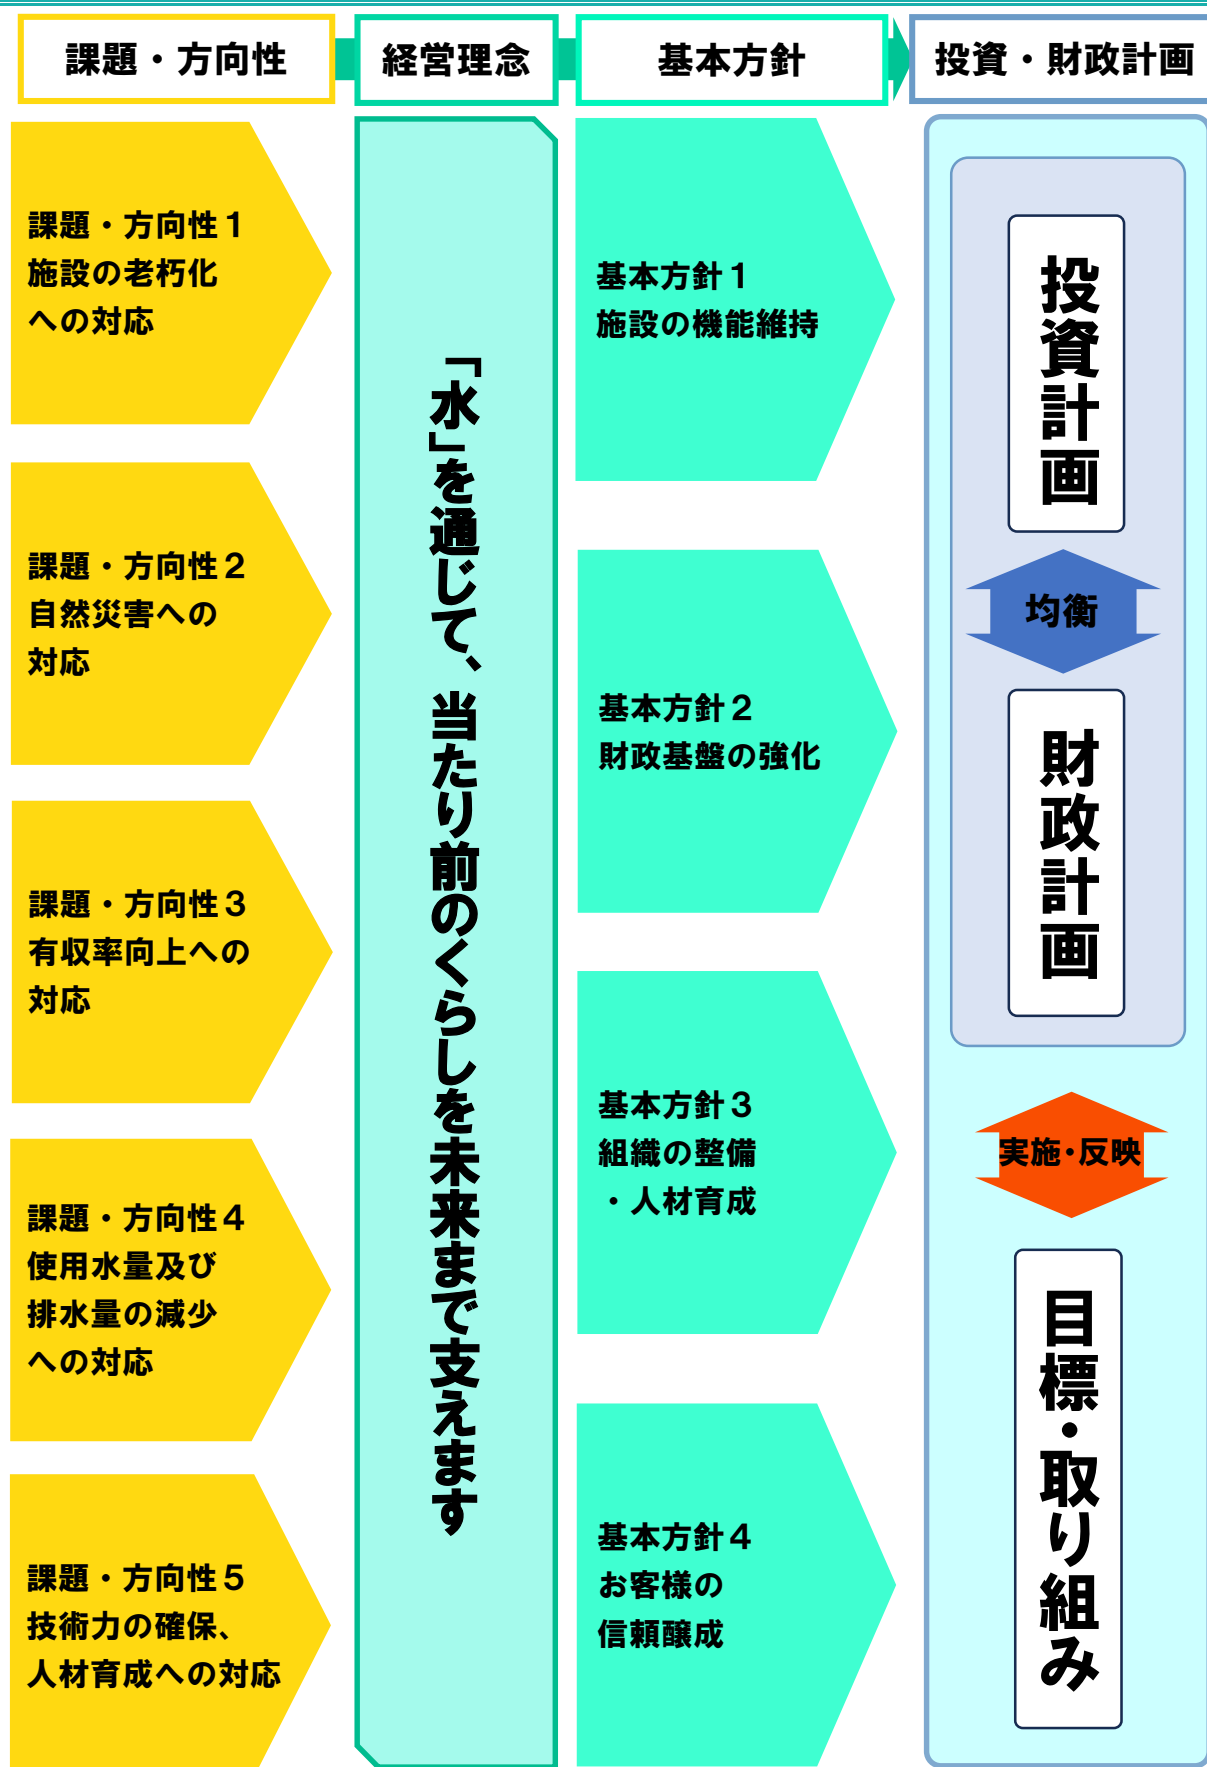 課題・方向性
経営理念
基本方針
投資・財政計画
課題・方向性１
施設の老朽化
への対応
課題・方向性２
自然災害への
対応
課題・方向性３
有収率向上への
対応
課題・方向性４
使用水量及び
排水量の減少
への対応
課題・方向性５
技術力の確保、
人材育成への対応
「水」を通じて、当たり前のくらしを未来まで支えます
基本方針１
施設の機能維持
基本方針２
財政基盤の強化
基本方針３
組織の整備
・人材育成
基本方針４
お客様の
信頼醸成
投資計画
均衡
財政計画
実施・反映
目標・取り組み